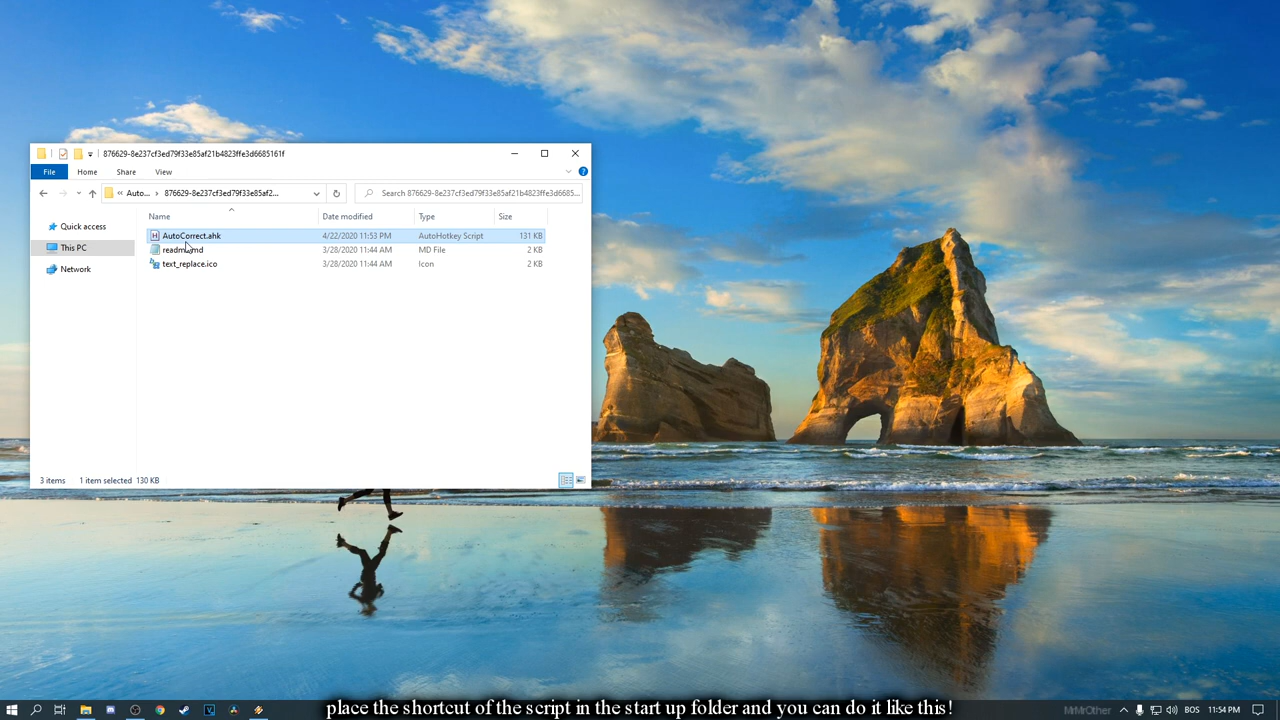 876629-8e237cf3ed79f33e85af21b4823ffe3d6685161f
File Home Share View
« Auto... › 876629-8e237cf3ed79f33e85af2...
Search 876629-8e237cf3ed79f33e85af21b4823ffe3d6685...
Quick access
This PC
Network
Name Date modified Type Size
AutoCorrect.ahk 4/22/2020 11:53 PM AutoHotkey Script 131 KB
readme.md 3/28/2020 11:44 AM MD File 2 KB
text_replace.ico 3/28/2020 11:44 AM Icon 2 KB
3 items 1 item selected 130 KB
place the shortcut of the script in the start up folder and you can do it like this!
MrMrOther
BOS 11:54 PM